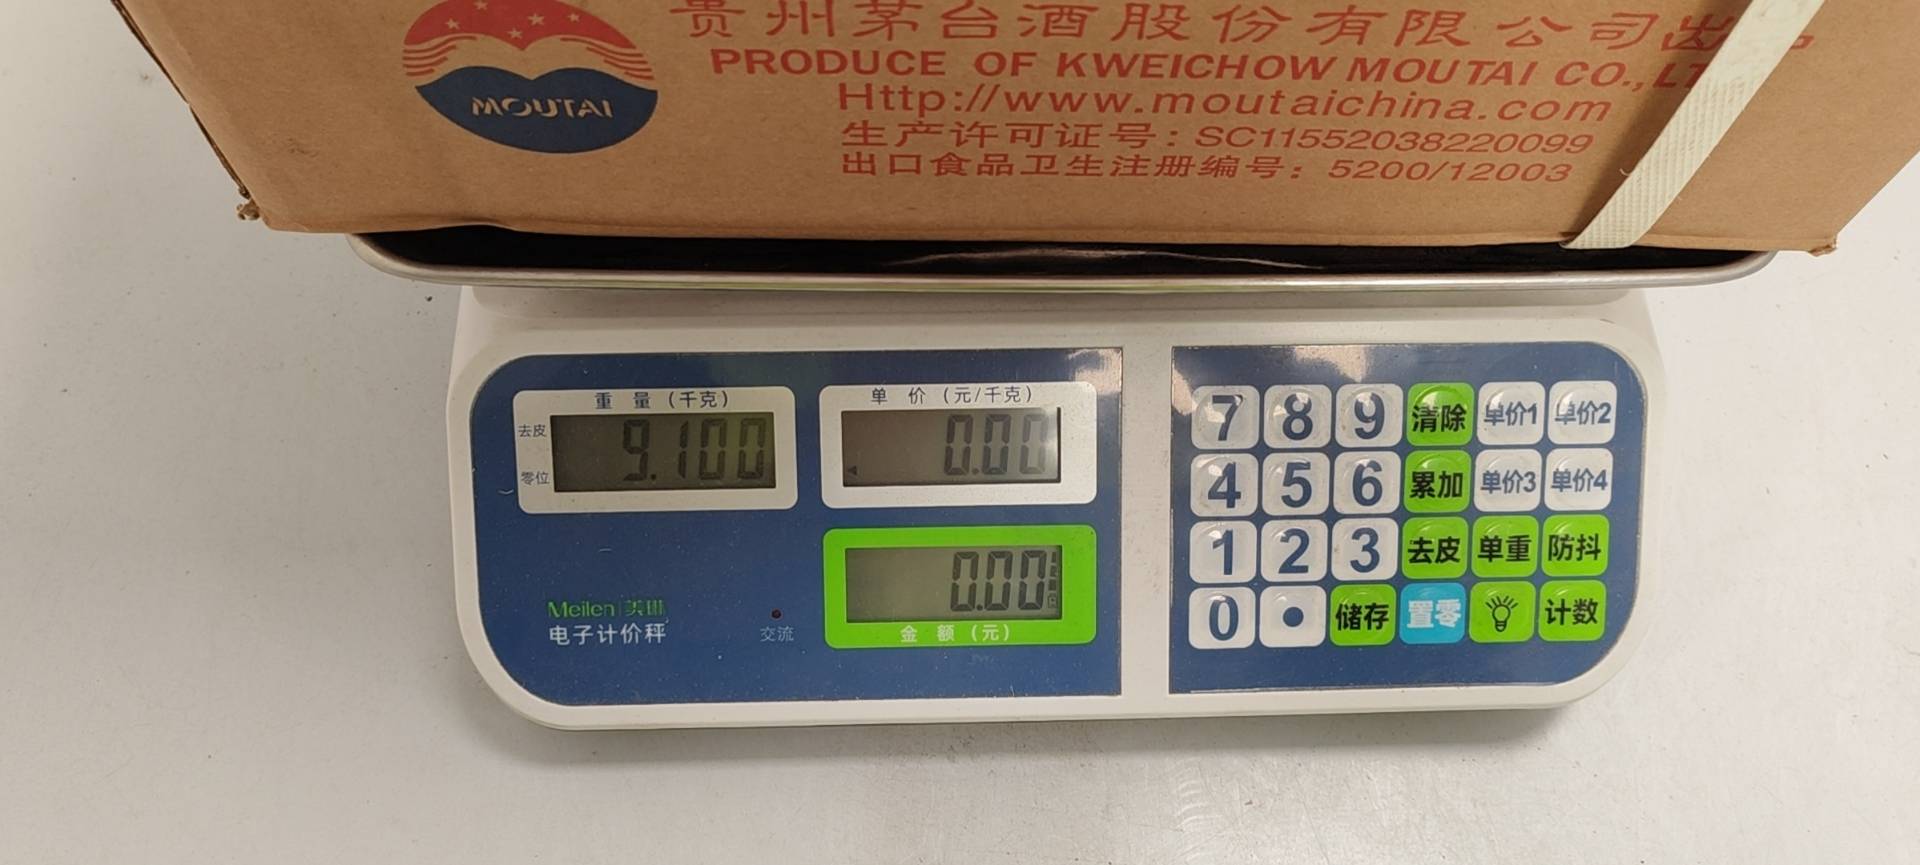 贵州茅台酒股份有限公司出
PRODUCE OF KWEICHOW MOUTAI CO.,LT
MOUTAI
Http://www.moutaichina.com
生产许可证号: SC11552038220099
出口食品卫生注册编号: 5200/12003
重 量 (千克)
单 价 (元/千克)
去皮
9.100
0.00
零位
0.00
金 额 (元)
Meilen 美琳
电子计价秤
交流
7 8 9 清除 单价1 单价2
4 5 6 累加 单价3 单价4
1 2 3 去皮 单重 防抖
0 • 储存 置零 计数